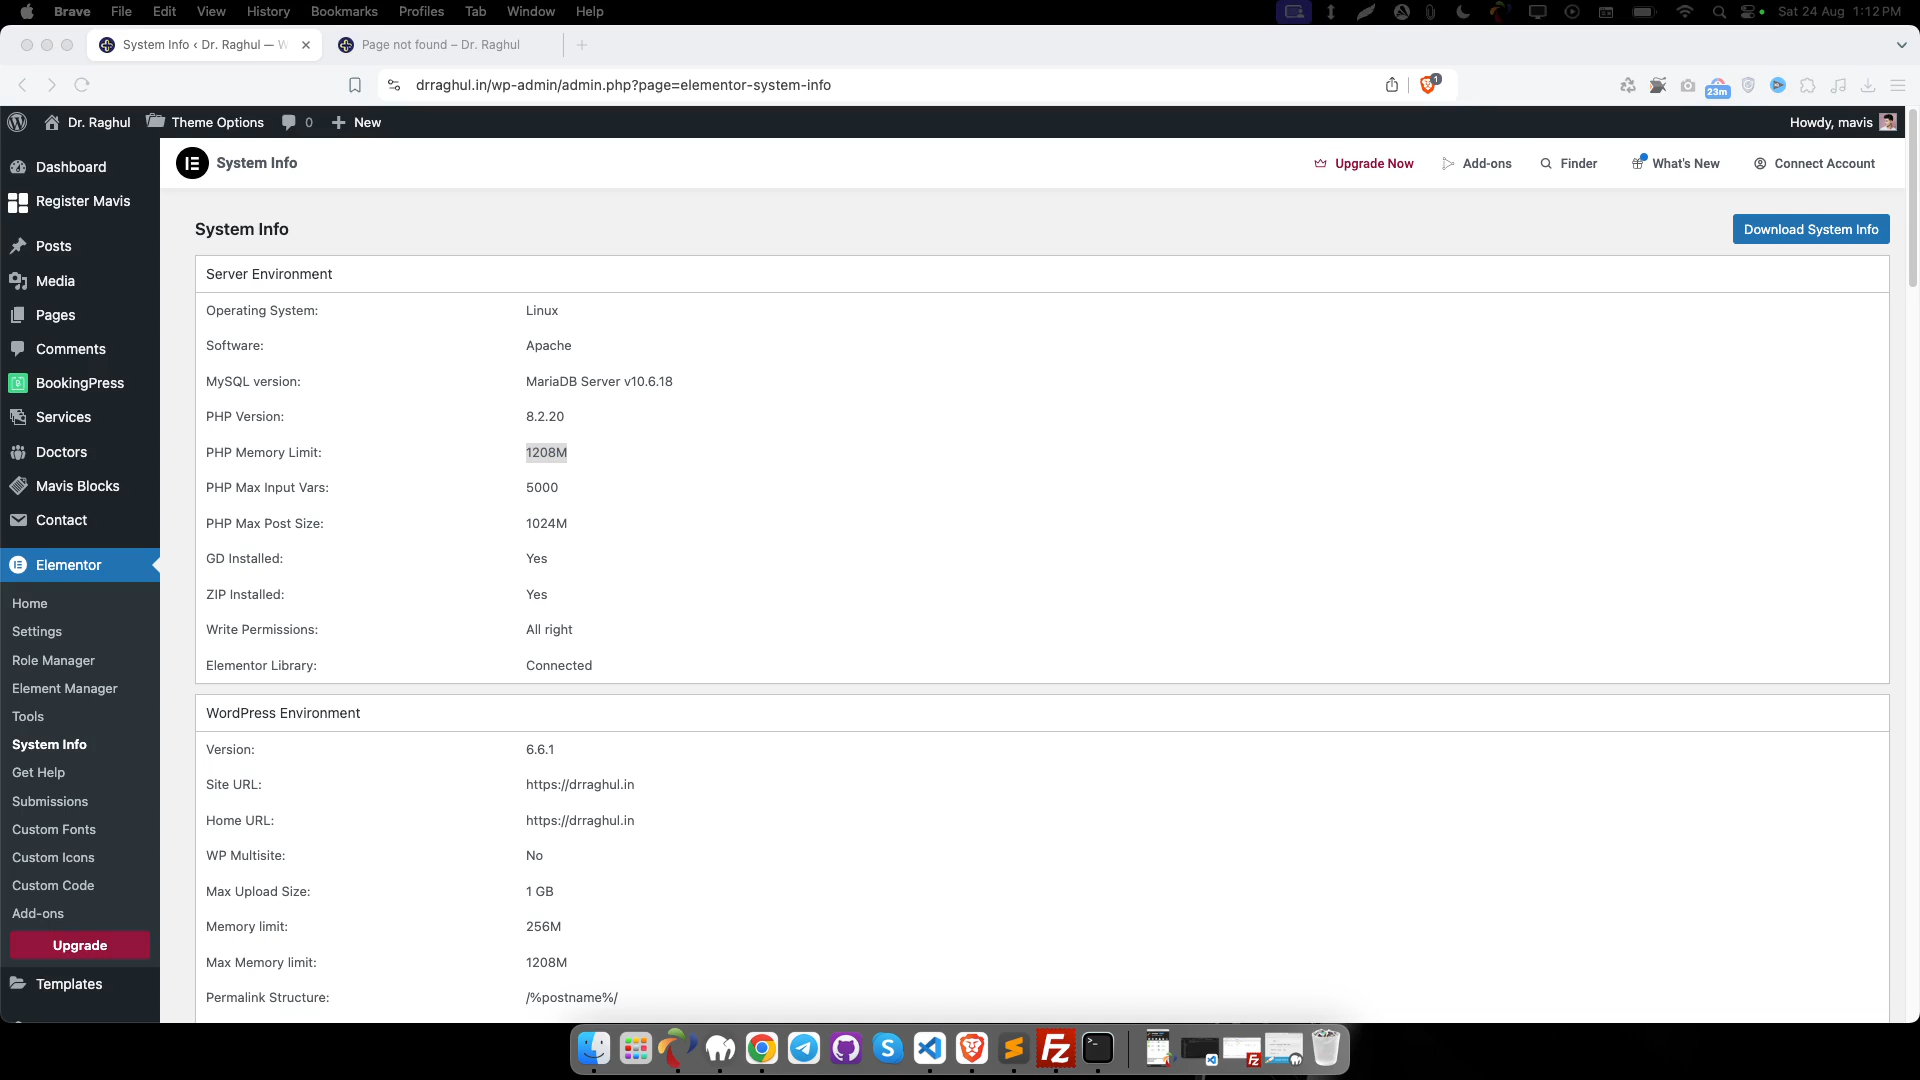 Brave File Edit View History Bookmarks Profiles Tab Window Help Sat 24 Aug 1:12 PM
System Info ‹ Dr. Raghul — W Page not found – Dr. Raghul
drraghul.in/wp-admin/admin.php?page=elementor-system-info 1 23m
Dr. Raghul Theme Options 0 New Howdy, mavis
Dashboard
Register Mavis
Posts
Media
Pages
Comments
BookingPress
Services
Doctors
Mavis Blocks
Contact
Elementor
Home
Settings
Role Manager
Element Manager
Tools
System Info
Get Help
Submissions
Custom Fonts
Custom Icons
Custom Code
Add-ons
Upgrade
Templates
System Info Upgrade Now Add-ons Finder What's New Connect Account
System Info Download System Info
Server Environment
Operating System: Linux
Software: Apache
MySQL version: MariaDB Server v10.6.18
PHP Version: 8.2.20
PHP Memory Limit: 1208M
PHP Max Input Vars: 5000
PHP Max Post Size: 1024M
GD Installed: Yes
ZIP Installed: Yes
Write Permissions: All right
Elementor Library: Connected
WordPress Environment
Version: 6.6.1
Site URL: https://drraghul.in
Home URL: https://drraghul.in
WP Multisite: No
Max Upload Size: 1 GB
Memory limit: 256M
Max Memory limit: 1208M
Permalink Structure: /%postname%/